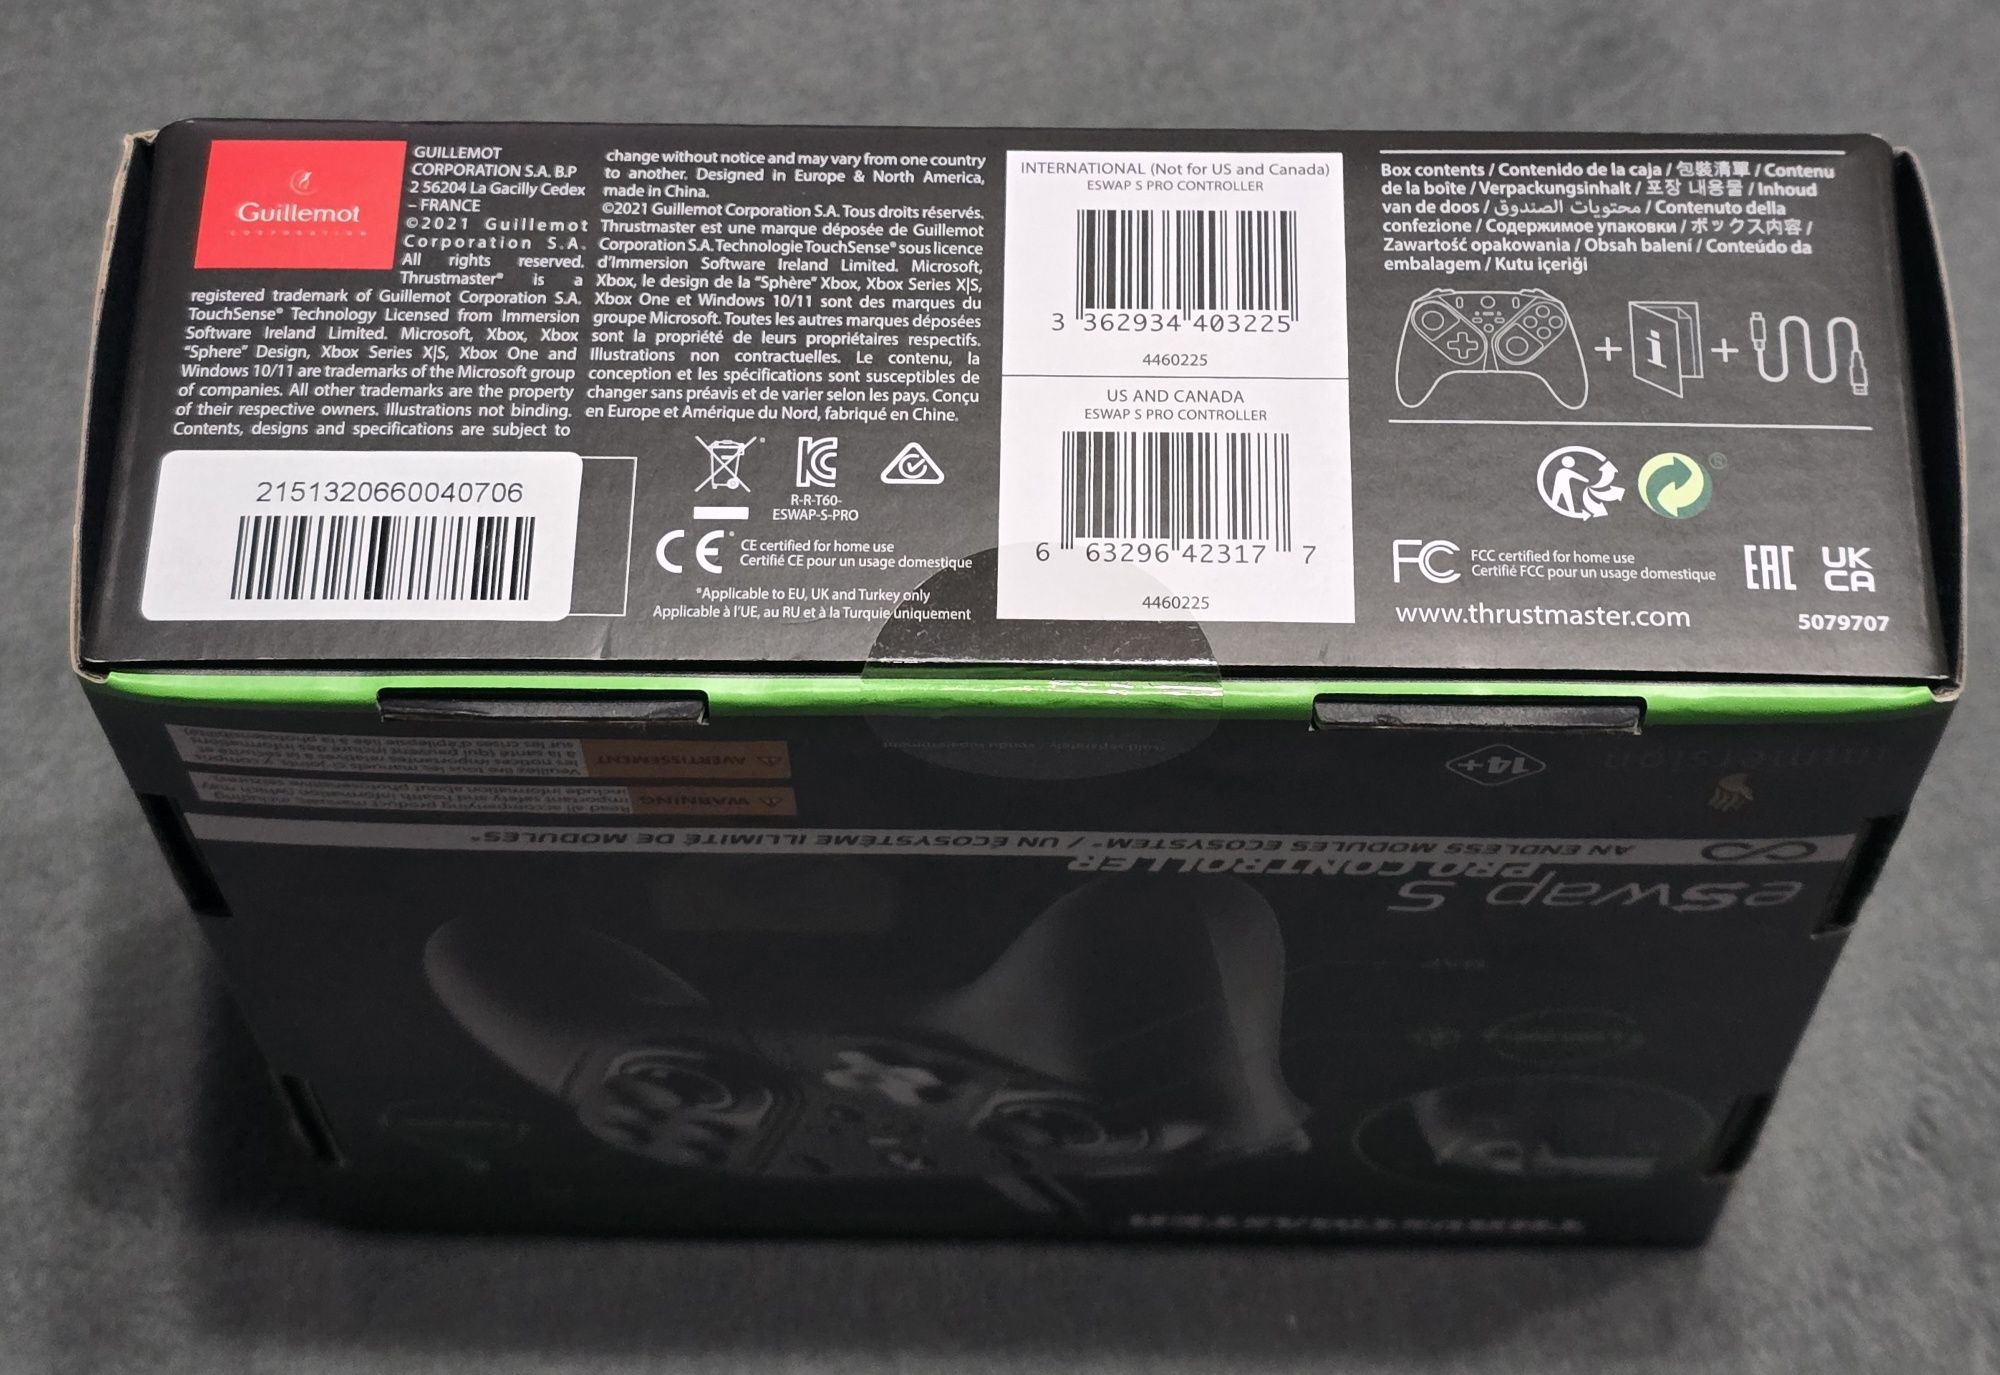 Guillemot
CORPORATION
GUILLEMOT
CORPORATION S.A. B.P
2 56204 La Gacilly Cedex
– FRANCE
©2021 Guillemot
Corporation S.A.
All rights reserved.
Thrustmaster® is a
registered trademark of Guillemot Corporation S.A.
TouchSense® Technology Licensed from Immersion
Software Ireland Limited. Microsoft, Xbox, Xbox
“Sphere” Design, Xbox Series X|S, Xbox One and
Windows 10/11 are trademarks of the Microsoft group
of companies. All other trademarks are the property
of their respective owners. Illustrations not binding.
Contents, designs and specifications are subject to
change without notice and may vary from one country
to another. Designed in Europe & North America,
made in China.
©2021 Guillemot Corporation S.A. Tous droits réservés.
Thrustmaster est une marque déposée de Guillemot
Corporation S.A. Technologie TouchSense® sous licence
d’Immersion Software Ireland Limited. Microsoft,
Xbox, le design de la “Sphère” Xbox, Xbox Series X|S,
Xbox One et Windows 10/11 sont des marques du
groupe Microsoft. Toutes les autres marques déposées
sont la propriété de leurs propriétaires respectifs.
Illustrations non contractuelles. Le contenu, la
conception et les spécifications sont susceptibles de
changer sans préavis et de varier selon les pays. Conçu
en Europe et Amérique du Nord, fabriqué en Chine.
2151320660040706
R-R-T60-
ESWAP-S-PRO
CE*
CE certified for home use
Certifié CE pour un usage domestique
*Applicable to EU, UK and Turkey only
Applicable à l’UE, au RU et à la Turquie uniquement
INTERNATIONAL (Not for US and Canada)
ESWAP S PRO CONTROLLER
3 362934 403225
4460225
US AND CANADA
ESWAP S PRO CONTROLLER
6 63296 42317 7
4460225
Box contents / Contenido de la caja / 包裝清單 / Contenu
de la boîte / Verpackungsinhalt / 포장 내용물 / Inhoud
van de doos / محتويات الصندوق / Contenuto della
confezione / Содержимое упаковки / ボックス内容 /
Zawartość opakowania / Obsah balení / Conteúdo da
embalagem / Kutu içeriği
+ i +
FC
FCC certified for home use
Certifié FCC pour un usage domestique
EAC
UK
CA
www.thrustmaster.com
5079707
Sold separately / vendu séparément
immersion
14+
AVERTISSEMENT
WARNING
AN ENDLESS MODULES ECOSYSTEM* / UN ÉCOSYSTÈME ILLIMITÉ DE MODULES*
eSwap S
PRO CONTROLLER
THRUSTMASTER